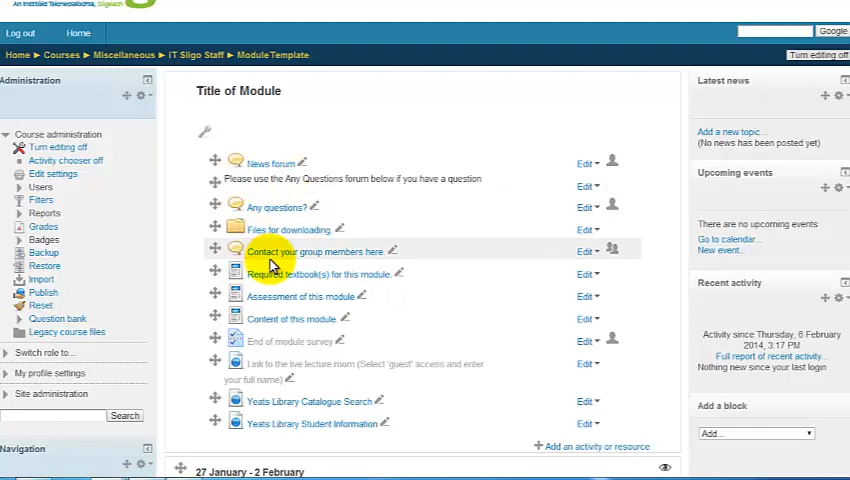 An Institiúid Teicneolaíochta, Sligeach
Log out
Home
Google
Home ► Courses ► Miscellaneous ► IT Sligo Staff ► Module Template
Turn editing off
Administration
Course administration
Turn editing off
Activity chooser off
Edit settings
Users
Filters
Reports
Grades
Badges
Backup
Restore
Import
Publish
Reset
Question bank
Legacy course files
Switch role to...
My profile settings
Site administration
Search
Navigation
Title of Module
News forum
Edit
Please use the Any Questions forum below if you have a question
Edit
Any questions?
Edit
Files for downloading
Edit
Contact your group members here
Edit
Required textbook(s) for this module
Edit
Assessment of this module
Edit
Content of this module
Edit
End of module survey
Edit
Link to the live lecture room (Select 'guest' access and enter
your full name)
Edit
Yeats Library Catalogue Search
Edit
Yeats Library Student Information
Edit
Add an activity or resource
27 January - 2 February
Latest news
Add a new topic...
(No news has been posted yet)
Upcoming events
There are no upcoming events
Go to calendar...
New event...
Recent activity
Activity since Thursday, 6 February
2014, 3:17 PM
Full report of recent activity...
Nothing new since your last login
Add a block
Add...